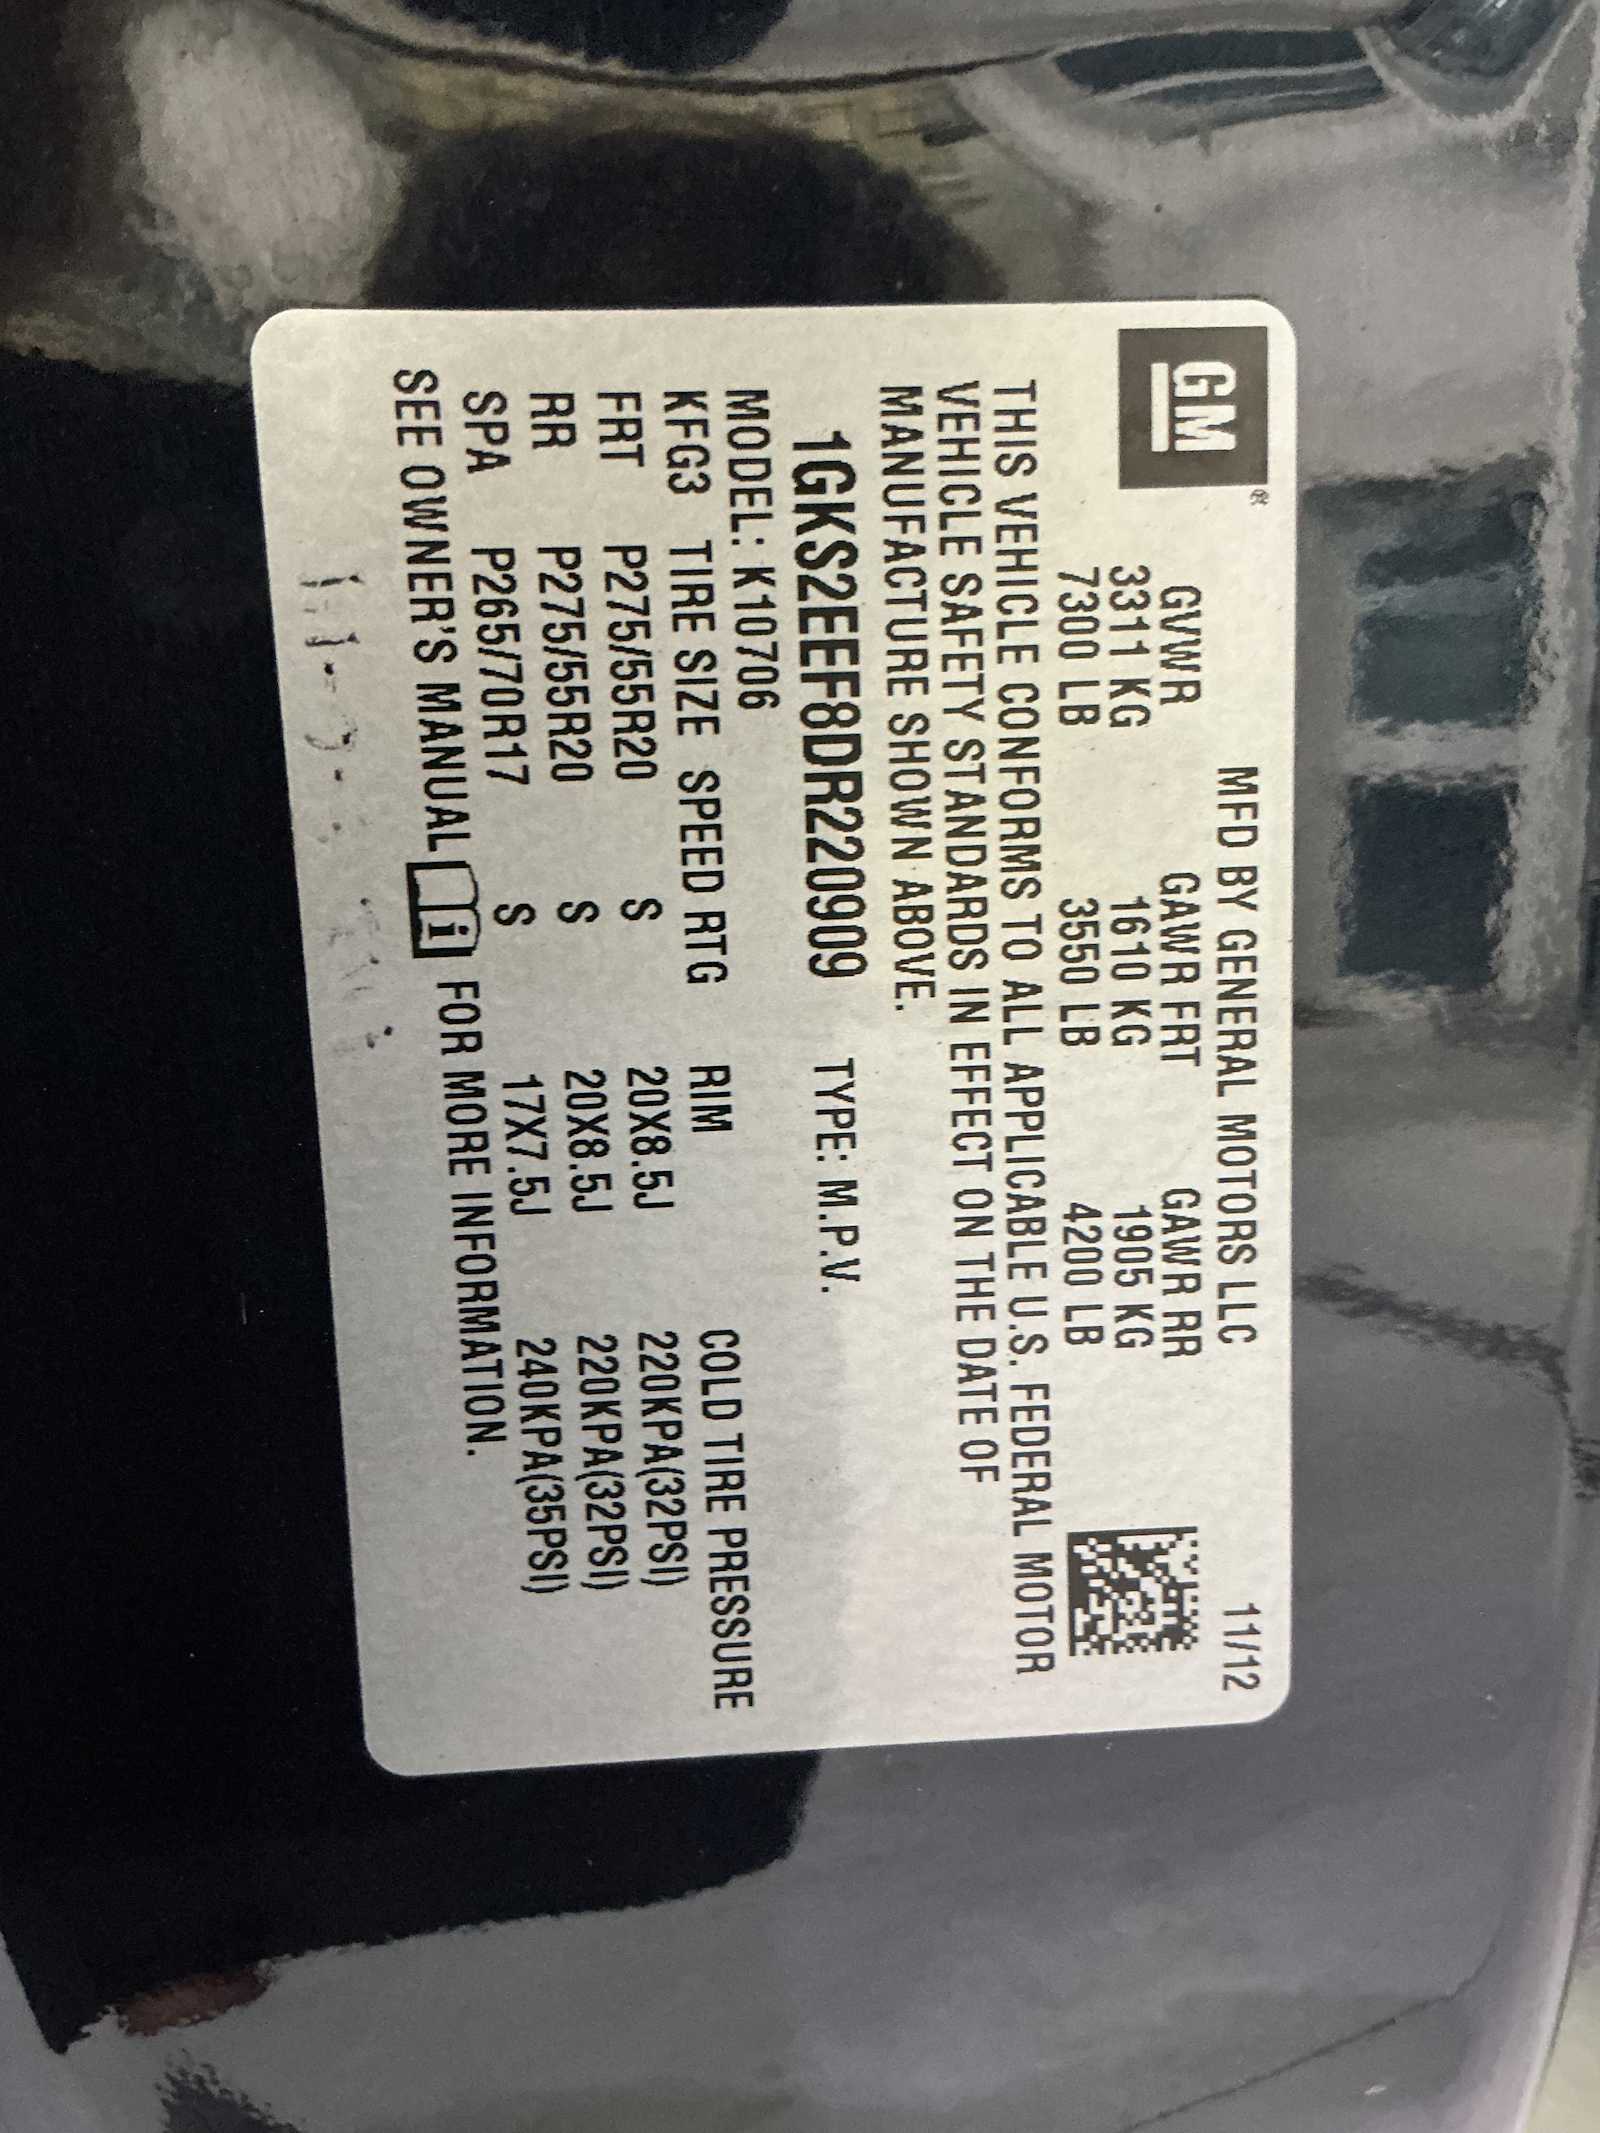 GM®
MFD BY GENERAL MOTORS LLC 11/12
GVWR GAWR FRT GAWR RR
3311 KG 1610 KG 1905 KG
7300 LB 3550 LB 4200 LB
THIS VEHICLE CONFORMS TO ALL APPLICABLE U.S. FEDERAL MOTOR
VEHICLE SAFETY STANDARDS IN EFFECT ON THE DATE OF
MANUFACTURE SHOWN ABOVE.
1GKS2EEF8DR220909 TYPE: M.P.V.
MODEL: K10706
KFG3 TIRE SIZE SPEED RTG RIM COLD TIRE PRESSURE
FRT P275/55R20 S 20X8.5J 220KPA(32PSI)
RR P275/55R20 S 20X8.5J 220KPA(32PSI)
SPA P265/70R17 S 17X7.5J 240KPA(35PSI)
SEE OWNER'S MANUAL i FOR MORE INFORMATION.